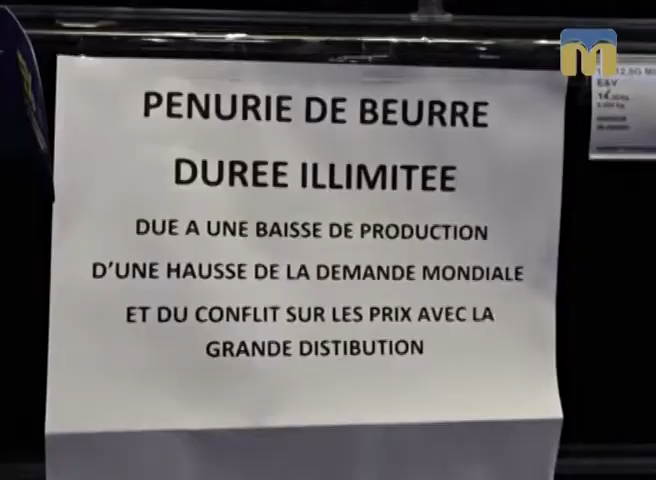 PENURIE DE BEURRE
DUREE ILLIMITEE
DUE A UNE BAISSE DE PRODUCTION
D'UNE HAUSSE DE LA DEMANDE MONDIALE
ET DU CONFLIT SUR LES PRIX AVEC LA
GRANDE DISTIBUTION
M